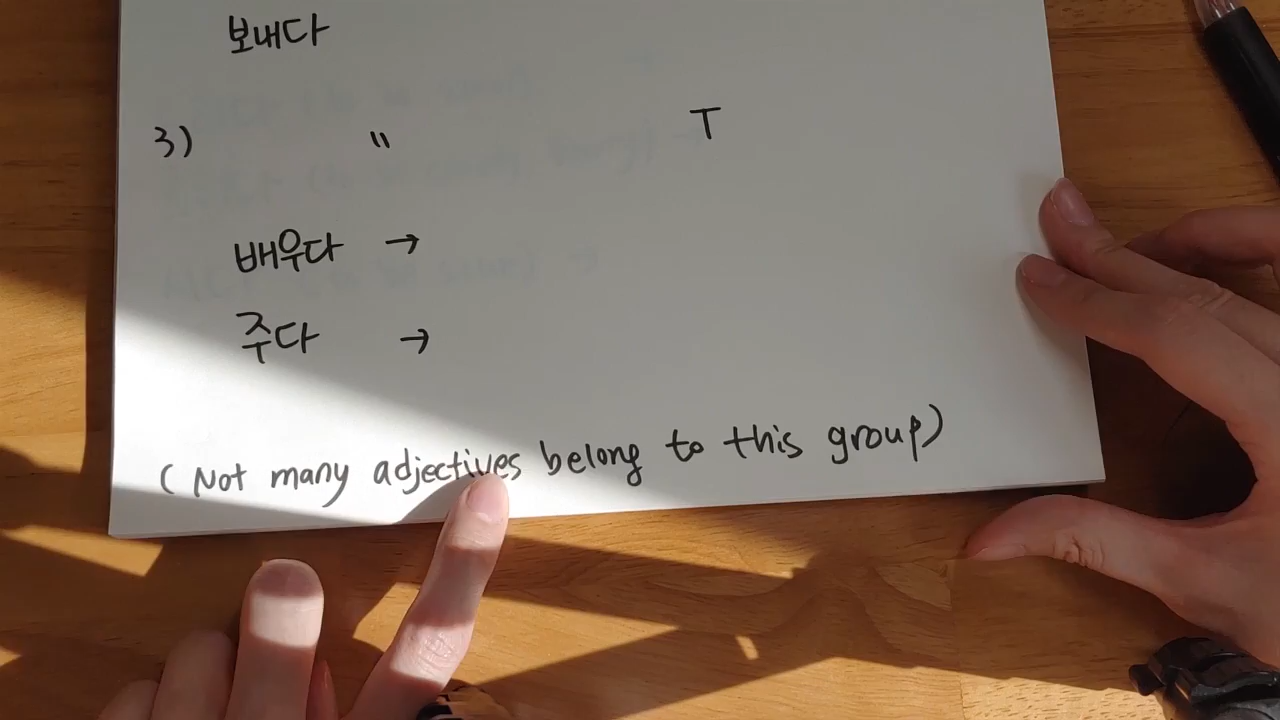 보내다
3) " ㅜ
배우다 →
주다 →
(Not many adjectives belong to this group)